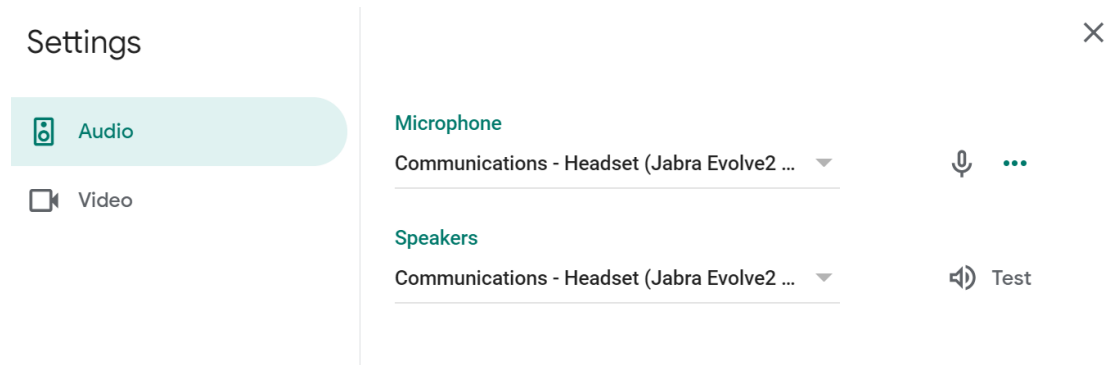 Settings
Audio
Video
Microphone
Communications - Headset (Jabra Evolve2 ...
Speakers
Communications - Headset (Jabra Evolve2 ...
Test